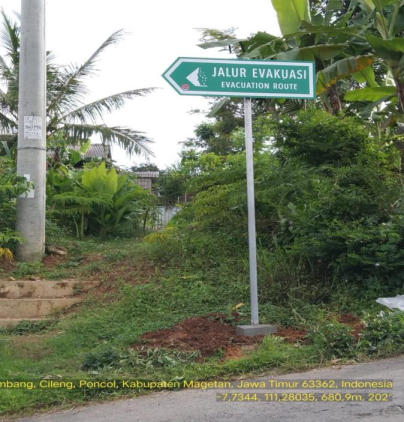 JALUR EVAKUASI
EVACUATION ROUTE
mbang, Cileng, Poncol, Kabupaten Magetan, Jawa Timur 63362, Indonesia
-7,7344, 111,28035, 680,9m, 202